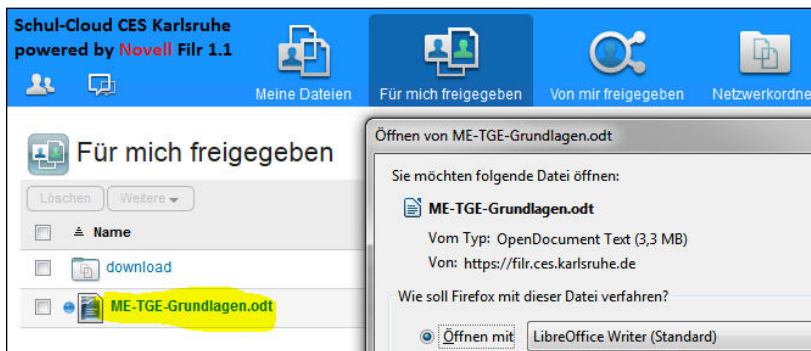 Schul-Cloud CES Karlsruhe
powered by Novell Filr 1.1
Meine Dateien
Für mich freigegeben
Von mir freigegeben
Netzwerkordne
Für mich freigegeben
Löschen
Weitere
Name
download
ME-TGE-Grundlagen.odt
Öffnen von ME-TGE-Grundlagen.odt
Sie möchten folgende Datei öffnen:
ME-TGE-Grundlagen.odt
Vom Typ: OpenDocument Text (3,3 MB)
Von: https://filr.ces.karlsruhe.de
Wie soll Firefox mit dieser Datei verfahren?
Öffnen mit
LibreOffice Writer (Standard)